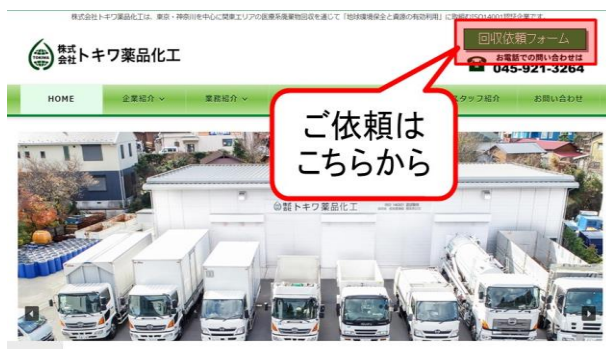 株式会社トキワ薬品化工は、東京・神奈川を中心に関東エリアの医療系廃棄物回収を通じて「地球環境保全と資源の有効利用」に取組むISO14001認証企業です。
回収依頼フォーム
株式会社トキワ薬品化工
お電話での問い合わせは
045-921-3264
HOME 企業紹介 業務紹介 スタッフ紹介 お問い合わせ
ご依頼は
こちらから
株式会社トキワ薬品化工